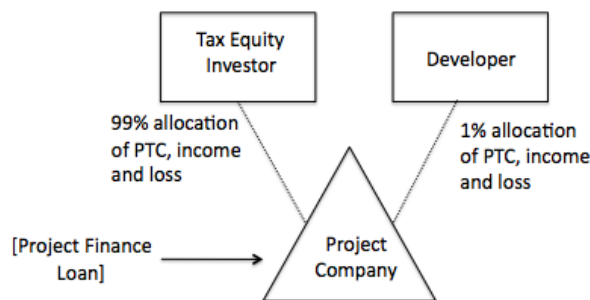 Tax Equity
Investor
Developer
99% allocation
of PTC, income
and loss
1% allocation
of PTC, income
and loss
[Project Finance
Loan]
Project
Company